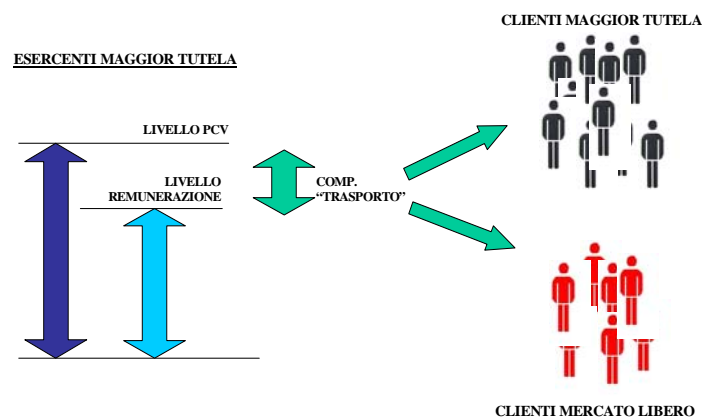 CLIENTI MAGGIOR TUTELA
ESERCENTI MAGGIOR TUTELA
LIVELLO PCV
LIVELLO
REMUNERAZIONE
COMP.
“TRASPORTO”
CLIENTI MERCATO LIBERO